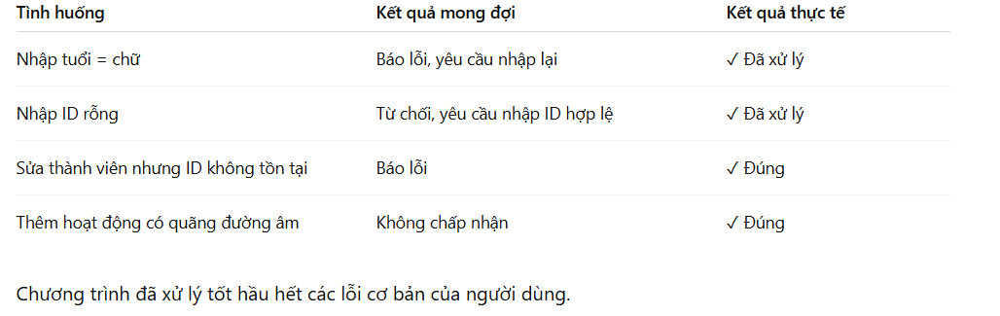 Tình huống Kết quả mong đợi Kết quả thực tế
Nhập tuổi = chữ Báo lỗi, yêu cầu nhập lại ✓ Đã xử lý
Nhập ID rỗng Từ chối, yêu cầu nhập ID hợp lệ ✓ Đã xử lý
Sửa thành viên nhưng ID không tồn tại Báo lỗi ✓ Đúng
Thêm hoạt động có quãng đường âm Không chấp nhận ✓ Đúng
Chương trình đã xử lý tốt hầu hết các lỗi cơ bản của người dùng.